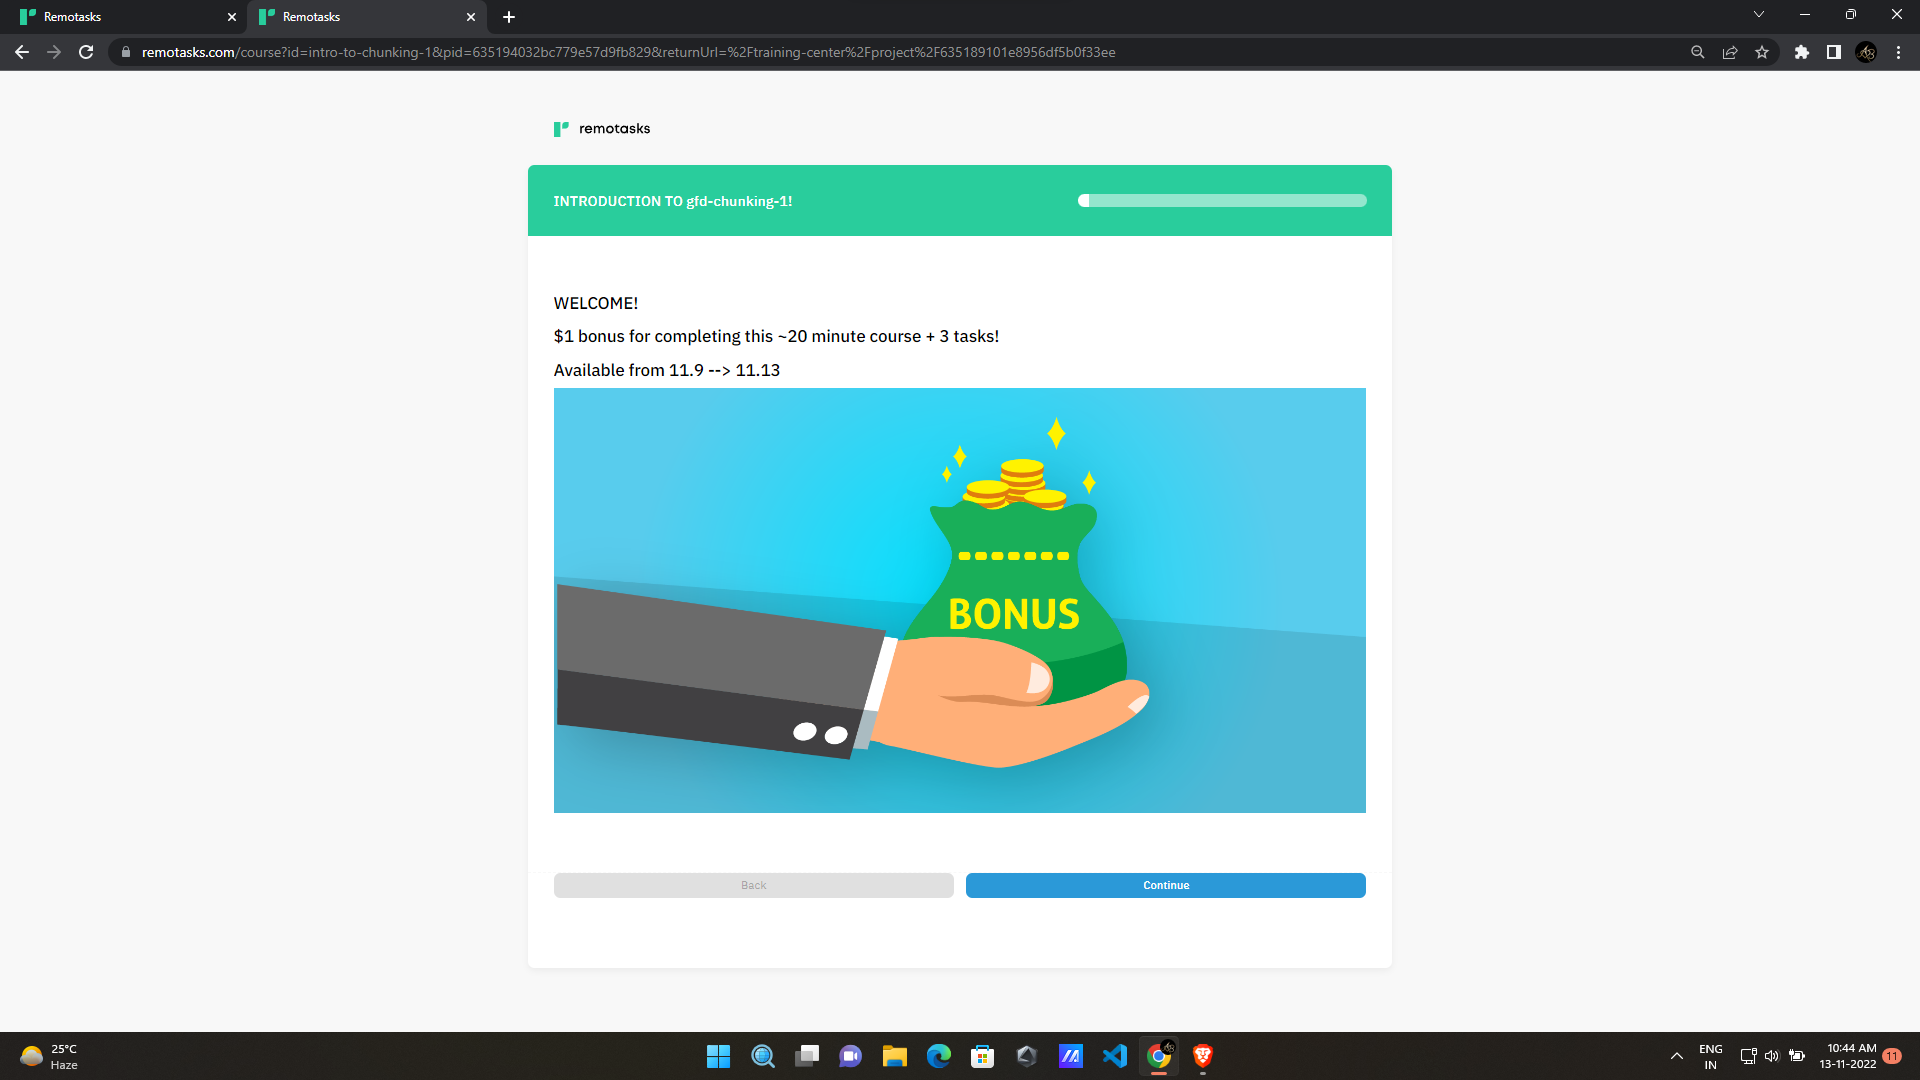 Remotasks
Remotasks
remotasks.com/course?id=intro-to-chunking-1&pid=635194032bc779e57d9fb829&returnUrl=%2Ftraining-center%2Fproject%2F635189101e8956df5b0f33ee
remotasks
INTRODUCTION TO gfd-chunking-1!
WELCOME!
$1 bonus for completing this ~20 minute course + 3 tasks!
Available from 11.9 --> 11.13
BONUS
Back
Continue
25°C
Haze
ENG
IN
10:44 AM
13-11-2022
11